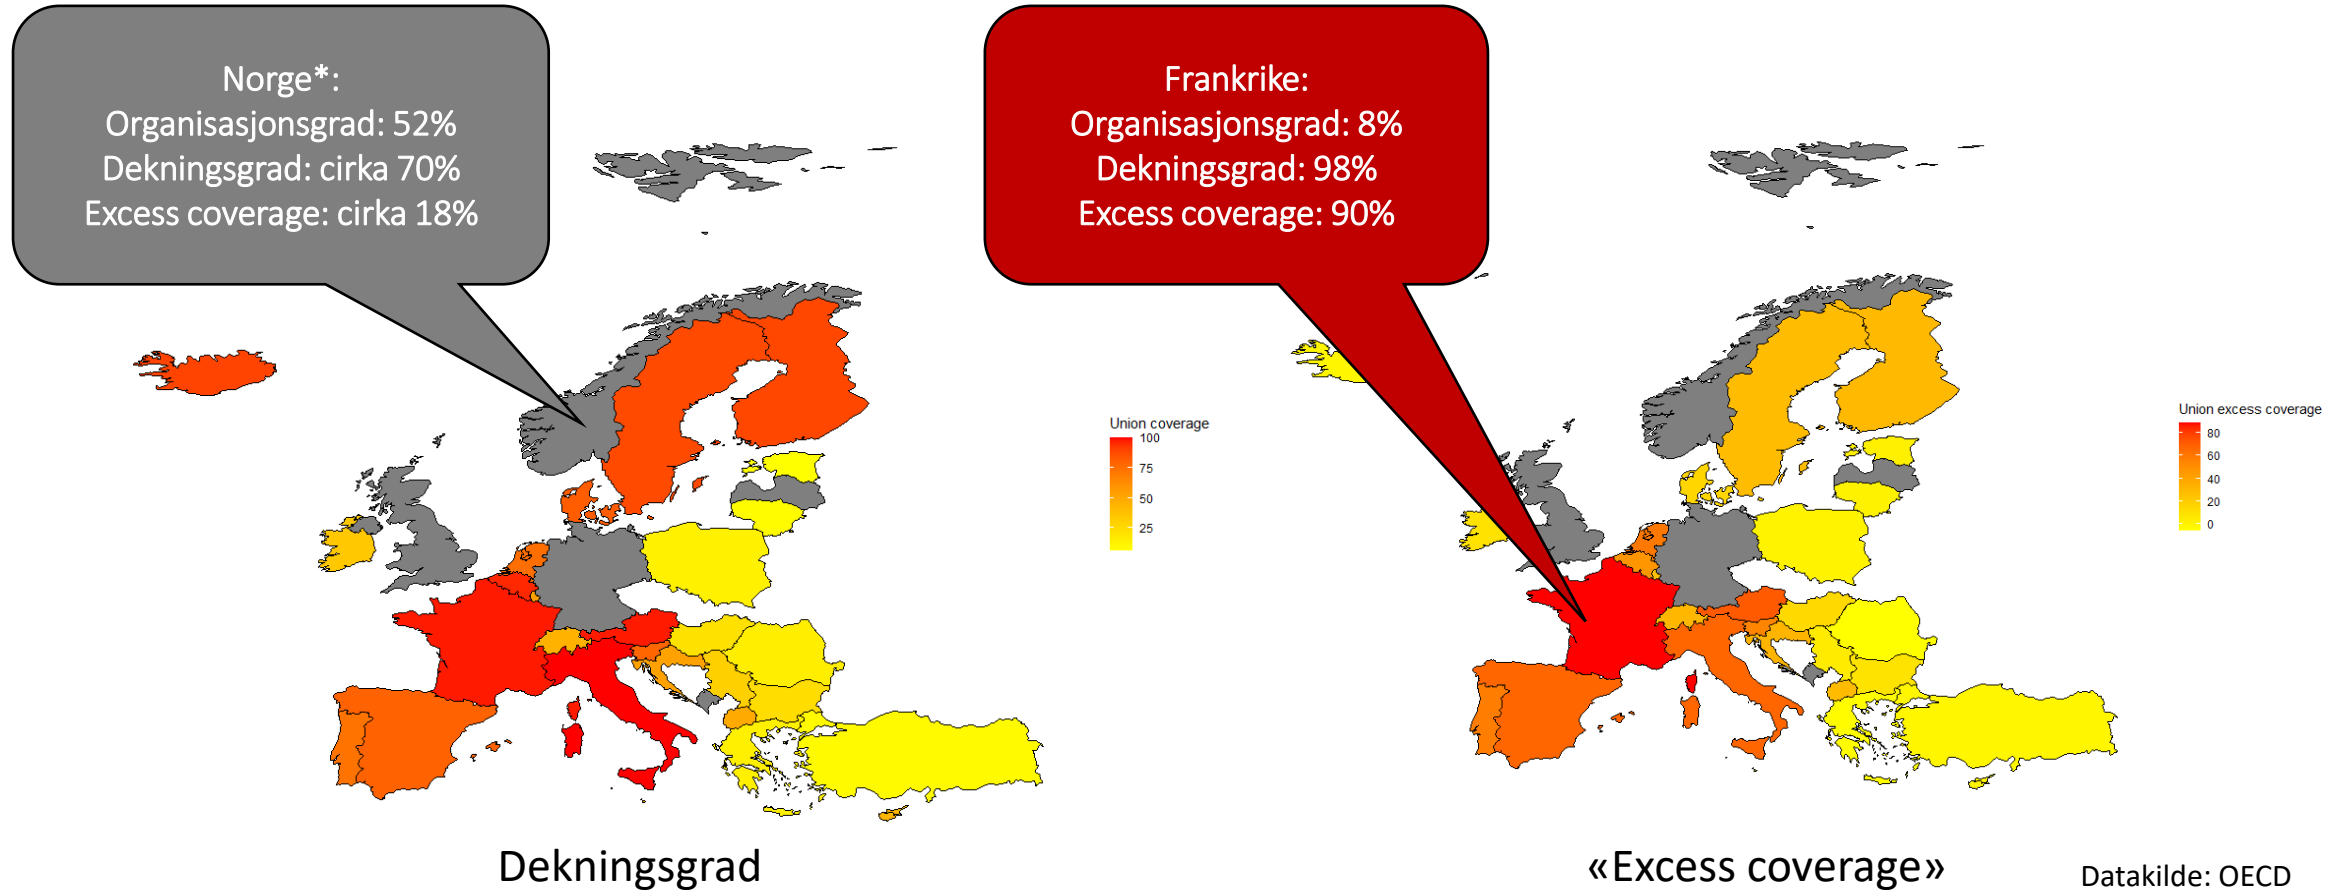 Norge*:
Organisasjonsgrad: 52%
Dekningsgrad: cirka 70%
Excess coverage: cirka 18%
Frankrike:
Organisasjonsgrad: 8%
Dekningsgrad: 98%
Excess coverage: 90%
Union coverage
100
75
50
25
Union excess coverage
80
60
40
20
0
Dekningsgrad
«Excess coverage»
Datakilde: OECD